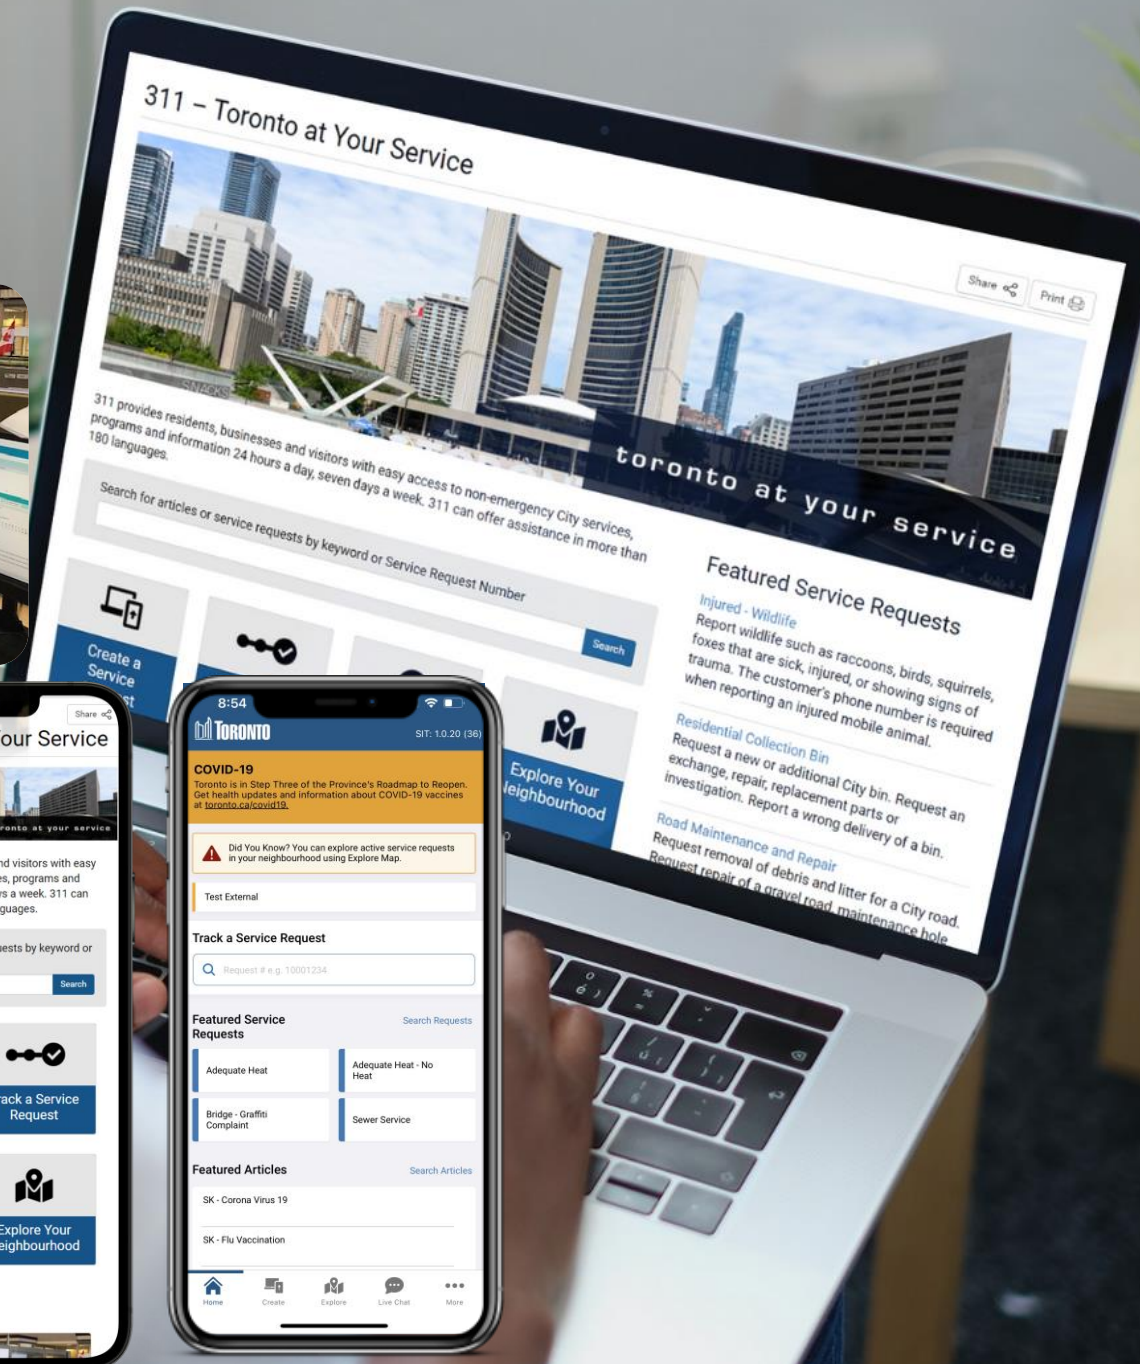 311 – Toronto at Your Service
Share
Print
SNACKS
toronto at your service
311 provides residents, businesses and visitors with easy access to non-emergency City services,
programs and information 24 hours a day, seven days a week. 311 can offer assistance in more than
180 languages.
Search for articles or service requests by keyword or Service Request Number
Search
Create a
Service
Explore Your
Neighbourhood
Featured Service Requests
Injured - Wildlife
Report wildlife such as raccoons, birds, squirrels,
foxes that are sick, injured, or showing signs of
trauma. The customer's phone number is required
when reporting an injured mobile animal.
Residential Collection Bin
Request a new or additional City bin. Request an
exchange, repair, replacement parts or
investigation. Report a wrong delivery of a bin.
Road Maintenance and Repair
Request removal of debris and litter for a City road.
Request repair of a gravel road, maintenance hole
Share
our Service
ronto at your service
nd visitors with easy
es, programs and
ys a week. 311 can
guages.
uests by keyword or
Search
rack a Service
Request
Explore Your
eighbourhood
8:54
TORONTO
SIT: 1.0.20 (36)
COVID-19
Toronto is in Step Three of the Province's Roadmap to Reopen.
Get health updates and information about COVID-19 vaccines
at toronto.ca/covid19.
Did You Know? You can explore active service requests
in your neighbourhood using Explore Map.
Test External
Track a Service Request
Request # e.g. 10001234
Featured Service
Requests
Search Requests
Adequate Heat
Adequate Heat - No
Heat
Bridge - Graffiti
Complaint
Sewer Service
Featured Articles
Search Articles
SK - Corona Virus 19
SK - Flu Vaccination
Home
Create
Explore
Live Chat
More